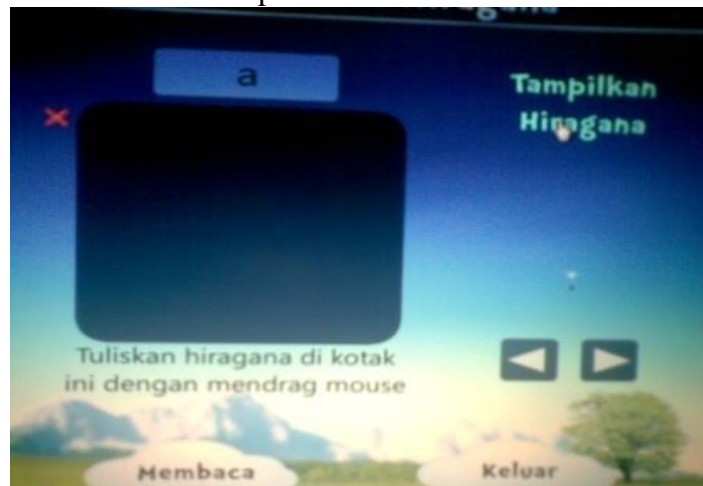 a
Tampilkan
Hiragana
Tuliskan hiragana di kotak
ini dengan mendrag mouse
Membaca
Keluar